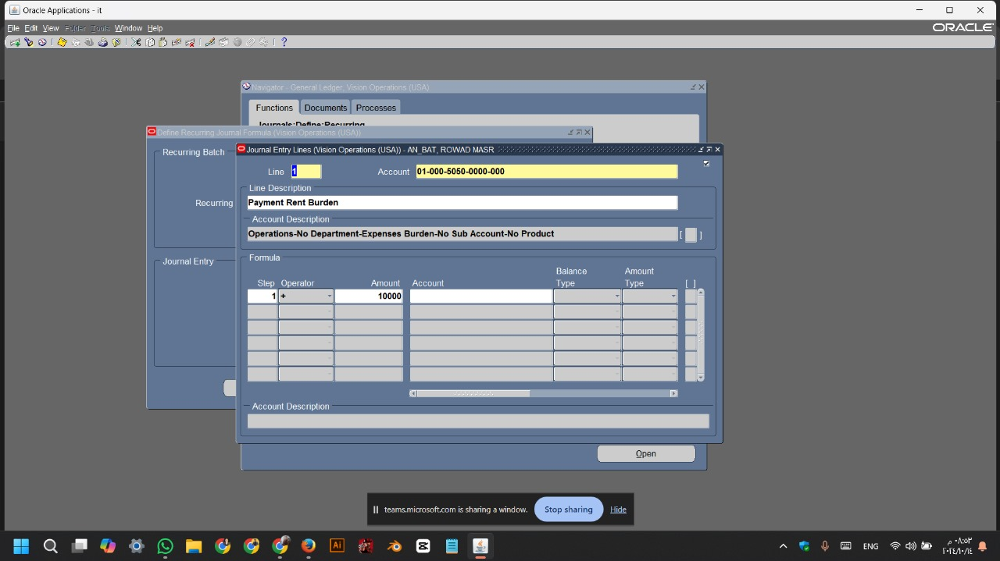 Oracle Applications - it
File Edit View Folder Tools Window Help
ORACLE
Navigator - General Ledger, Vision Operations (USA)
Functions Documents Processes
Journals:Define:Recurring
Define Recurring Journal Formula (Vision Operations (USA))
Journal Entry Lines (Vision Operations (USA)) - AN_BAT, ROWAD MASR
Recurring Batch
Line 1 Account 01-000-5050-0000-000
Line Description
Recurring
Payment Rent Burden
Account Description
Operations-No Department-Expenses Burden-No Sub Account-No Product [ ]
Journal Entry
Formula
Balance Amount
Step Operator Amount Account Type Type [ ]
1 + 10000
Account Description
Open
teams.microsoft.com is sharing a window. Stop sharing Hide
Ai
ENG
٠٨:٥٣ م
٢٠٢٤/١٠/١٤